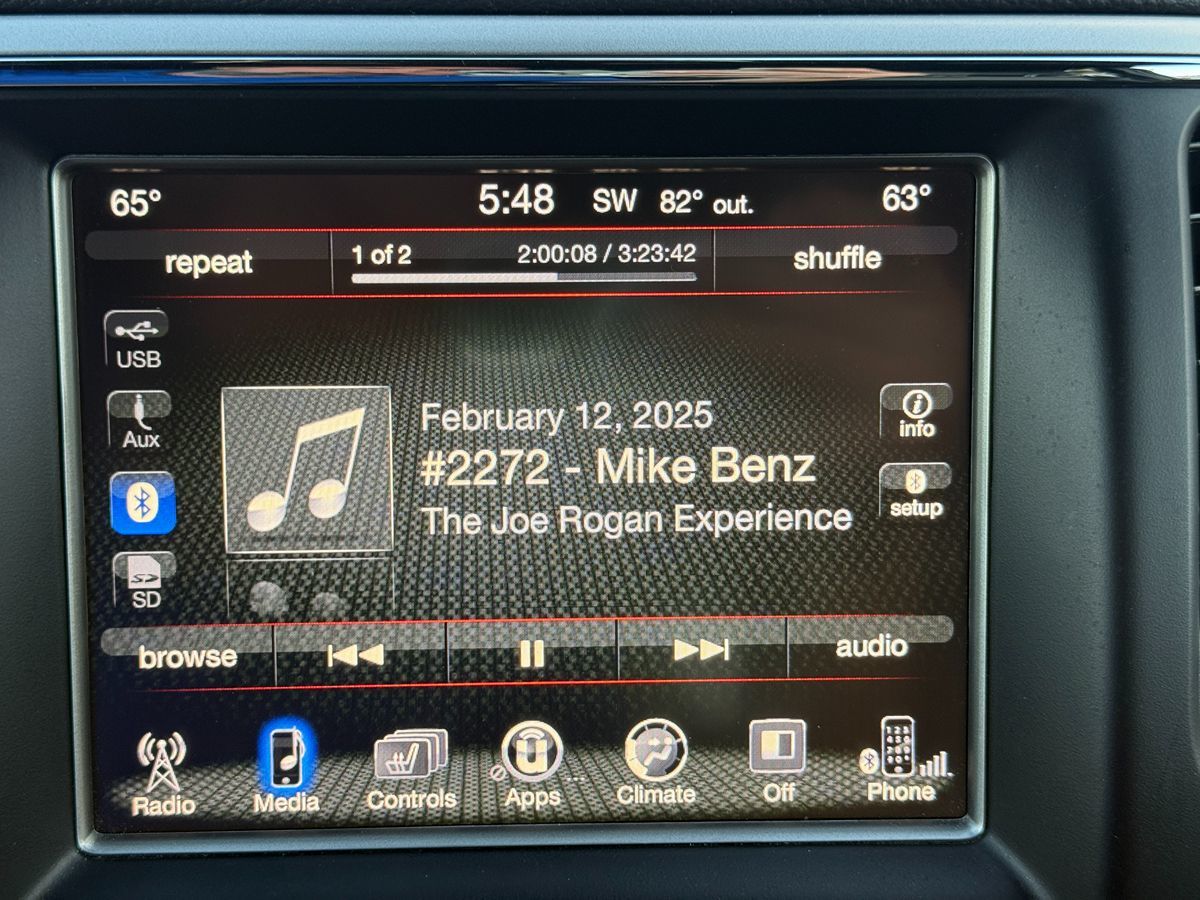 65° 5:48 SW 82° out. 63°
repeat 1 of 2 2:00:08 / 3:23:42 shuffle
USB
Aux
SD
February 12, 2025
#2272 - Mike Benz
The Joe Rogan Experience
info
setup
browse audio
Radio Media Controls Apps Climate Off Phone